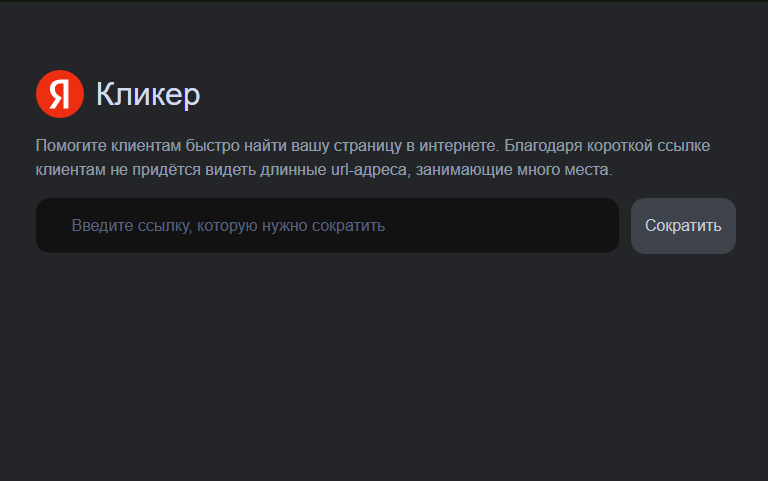 Я Кликер
Помогите клиентам быстро найти вашу страницу в интернете. Благодаря короткой ссылке
клиентам не придётся видеть длинные url-адреса, занимающие много места.
Введите ссылку, которую нужно сократить
Сократить